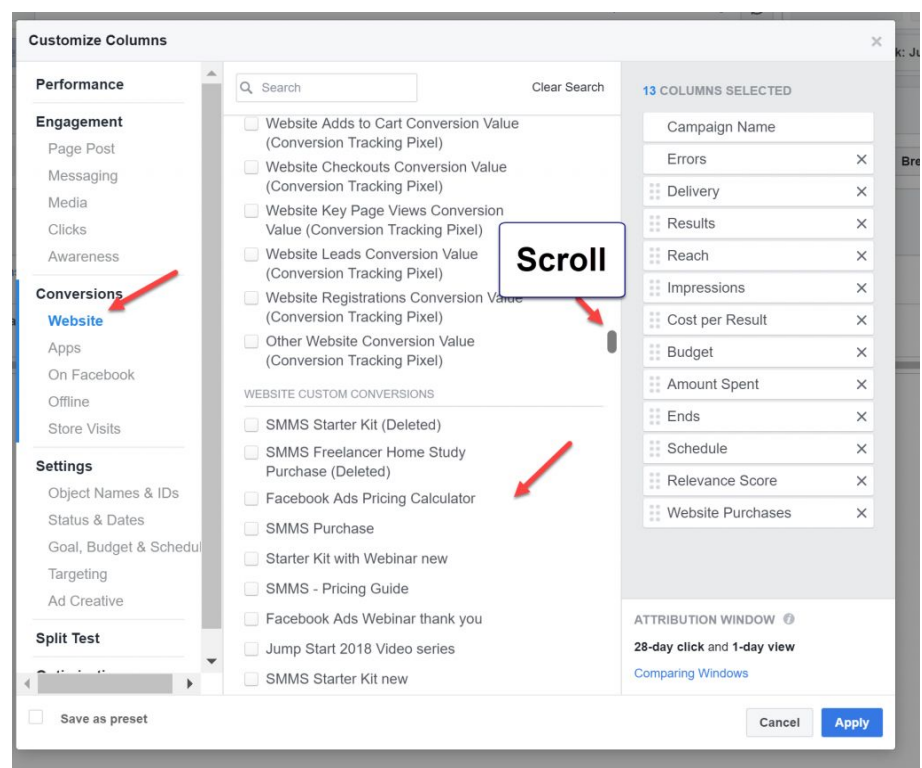 Customize Columns
k: Ju
Performance
Engagement
Page Post
Messaging
Media
Clicks
Awareness
Conversions
Website
Apps
On Facebook
Offline
Store Visits
Settings
Object Names & IDs
Status & Dates
Goal, Budget & Schedul
Targeting
Ad Creative
Split Test
Search
Clear Search
Website Adds to Cart Conversion Value
(Conversion Tracking Pixel)
Website Checkouts Conversion Value
(Conversion Tracking Pixel)
Website Key Page Views Conversion
Value (Conversion Tracking Pixel)
Website Leads Conversion Value
(Conversion Tracking Pixel)
Website Registrations Conversion Value
(Conversion Tracking Pixel)
Other Website Conversion Value
(Conversion Tracking Pixel)
Scroll
WEBSITE CUSTOM CONVERSIONS
SMMS Starter Kit (Deleted)
SMMS Freelancer Home Study
Purchase (Deleted)
Facebook Ads Pricing Calculator
SMMS Purchase
Starter Kit with Webinar new
SMMS - Pricing Guide
Facebook Ads Webinar thank you
Jump Start 2018 Video series
SMMS Starter Kit new
13 COLUMNS SELECTED
Campaign Name
Errors
Delivery
Results
Reach
Impressions
Cost per Result
Budget
Amount Spent
Ends
Schedule
Relevance Score
Website Purchases
Bre
ATTRIBUTION WINDOW
28-day click and 1-day view
Comparing Windows
Save as preset
Cancel
Apply